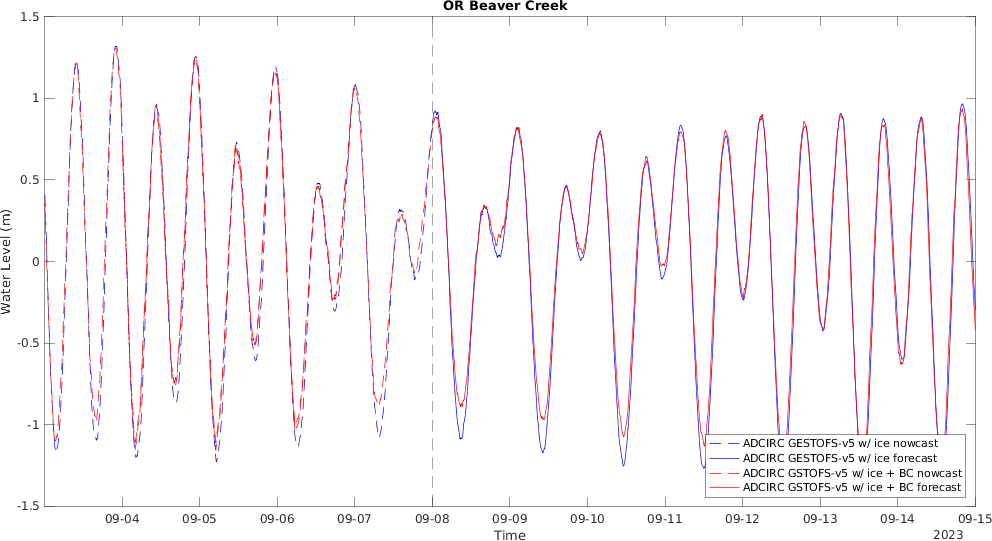 OR Beaver Creek
1.5
1
0.5
0
-0.5
-1
-1.5
Water Level (m)
ADCIRC GESTOFS-v5 w/ ice nowcast
ADCIRC GESTOFS-v5 w/ ice forecast
ADCIRC GSTOFS-v5 w/ ice + BC nowcast
ADCIRC GSTOFS-v5 w/ ice + BC forecast
09-04 09-05 09-06 09-07 09-08 09-09 09-10 09-11 09-12 09-13 09-14 09-15
Time
2023